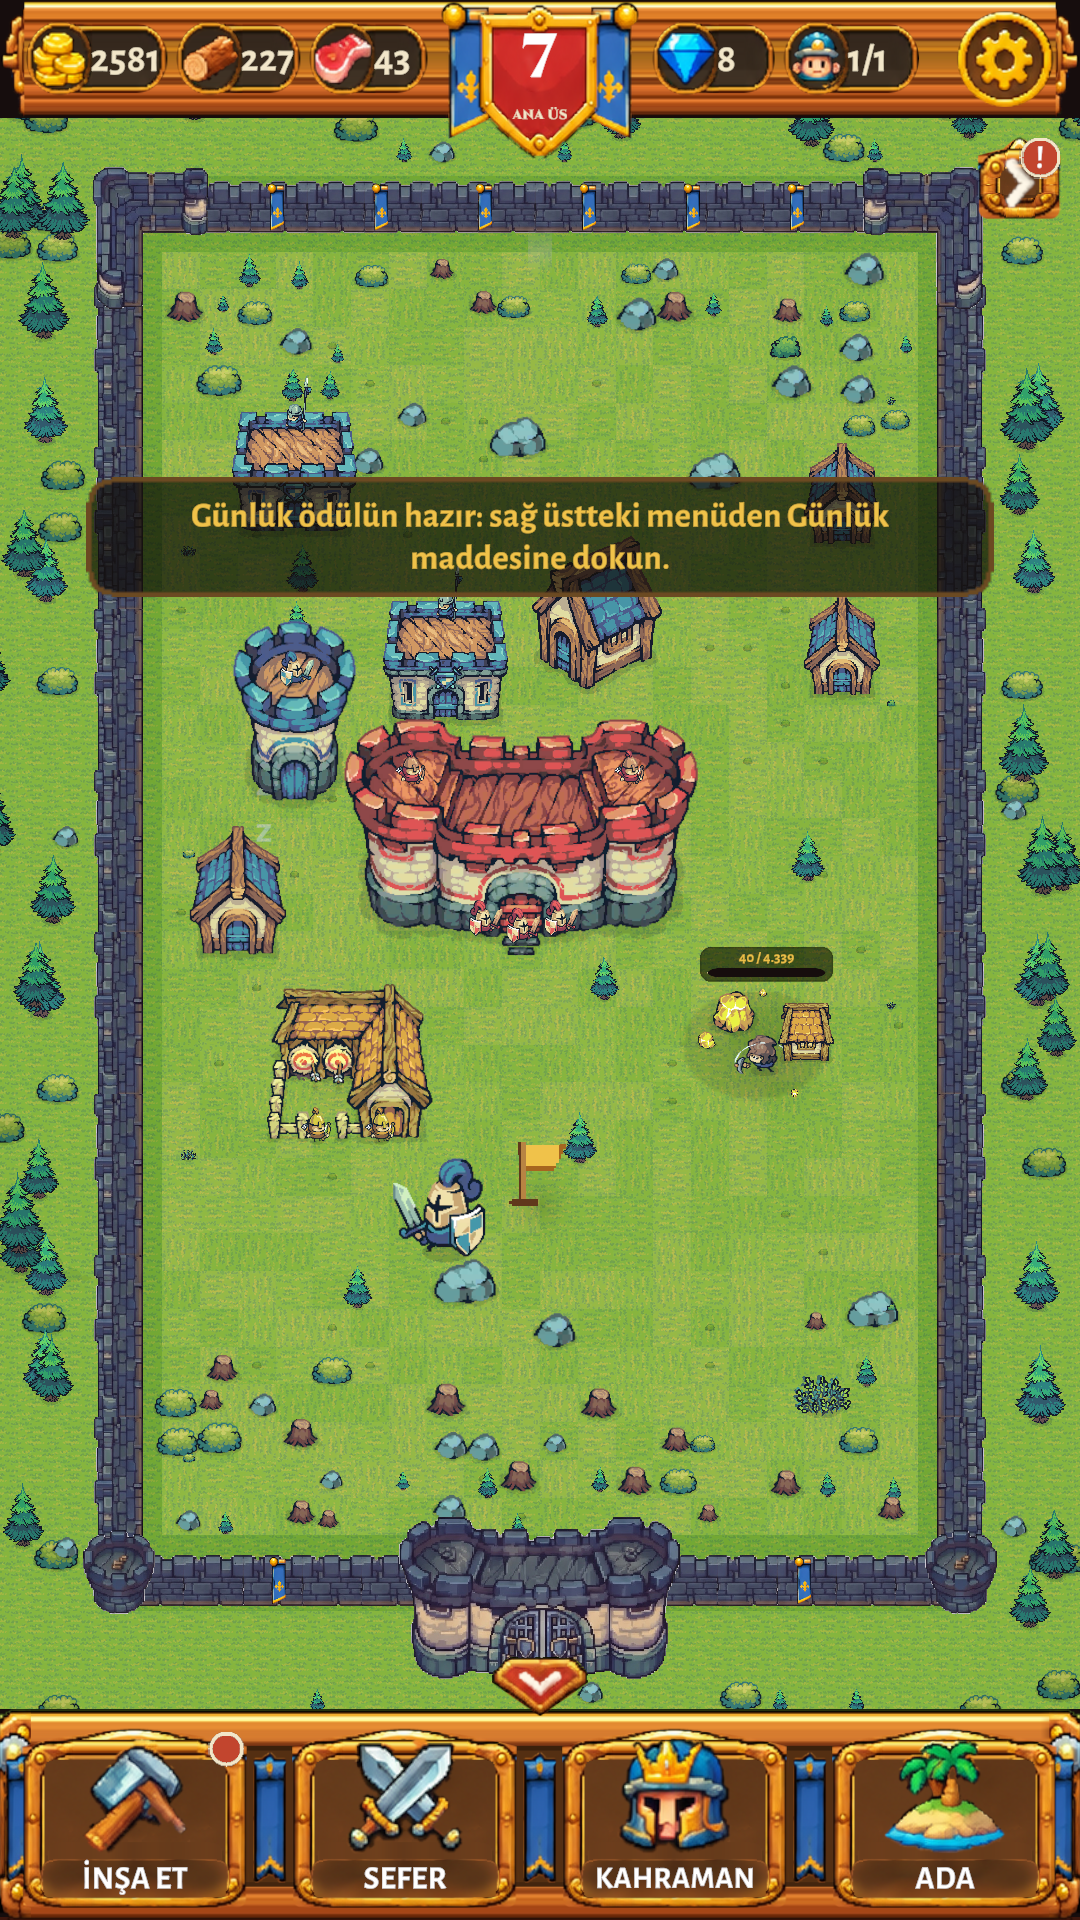 2581
227
43
7
ANA ÜS
8
1/1
!
Günlük ödülün hazır: sağ üstteki menüden Günlük
maddesine dokun.
Z
40/4.339
İNŞA ET
SEFER
KAHRAMAN
ADA